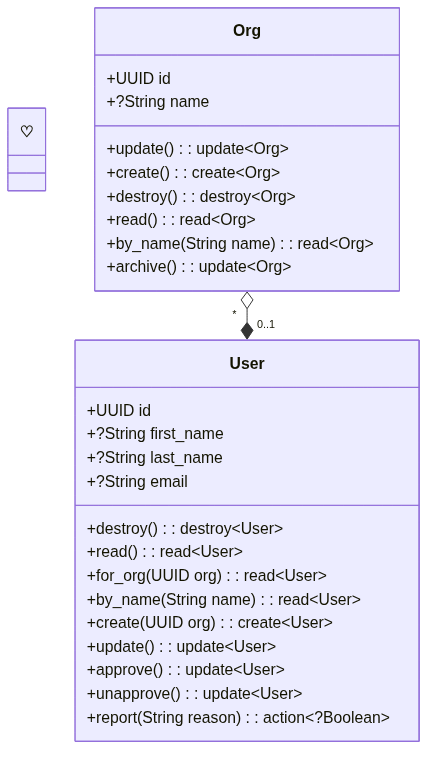 ♡
Org
+UUID id
+?String name
+update() : : update<Org>
+create() : : create<Org>
+destroy() : : destroy<Org>
+read() : : read<Org>
+by_name(String name) : : read<Org>
+archive() : : update<Org>
*
0..1
User
+UUID id
+?String first_name
+?String last_name
+?String email
+destroy() : : destroy<User>
+read() : : read<User>
+for_org(UUID org) : : read<User>
+by_name(String name) : : read<User>
+create(UUID org) : : create<User>
+update() : : update<User>
+approve() : : update<User>
+unapprove() : : update<User>
+report(String reason) : : action<?Boolean>